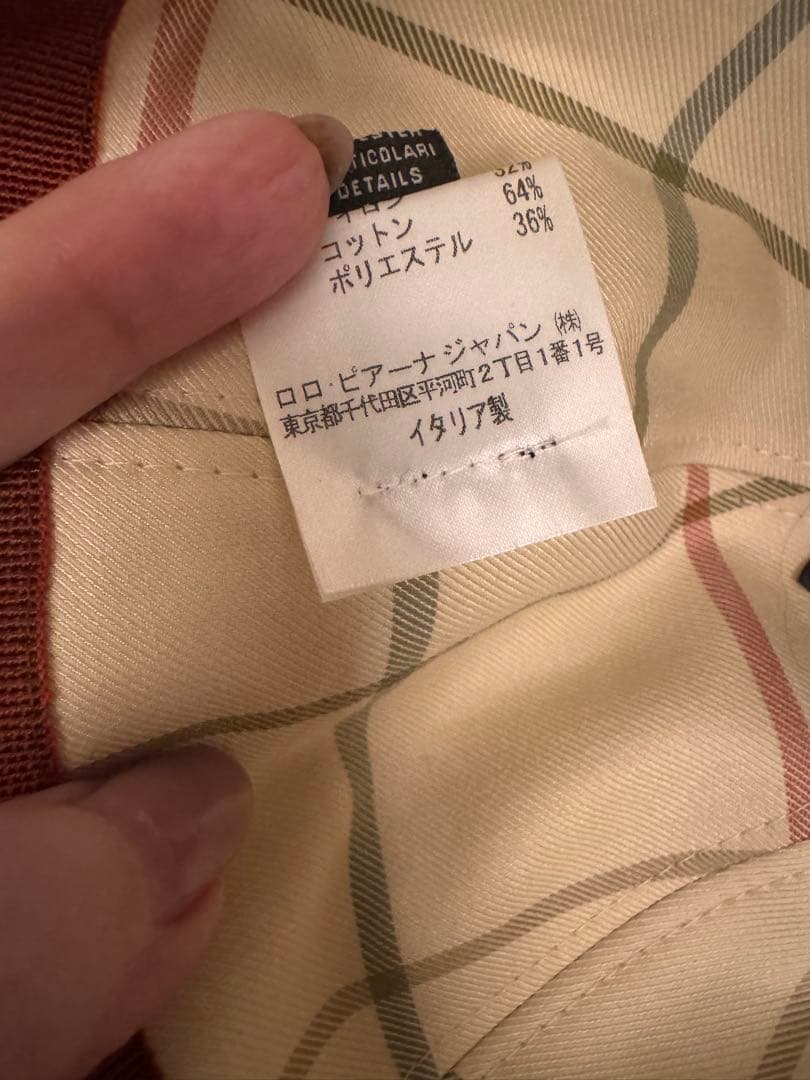 TICOLARI
DETAILS
コットン 64%
ポリエステル 36%
ロロ・ピアーナ ジャパン ㈱
東京都千代田区平河町2丁目1番1号
イタリア製